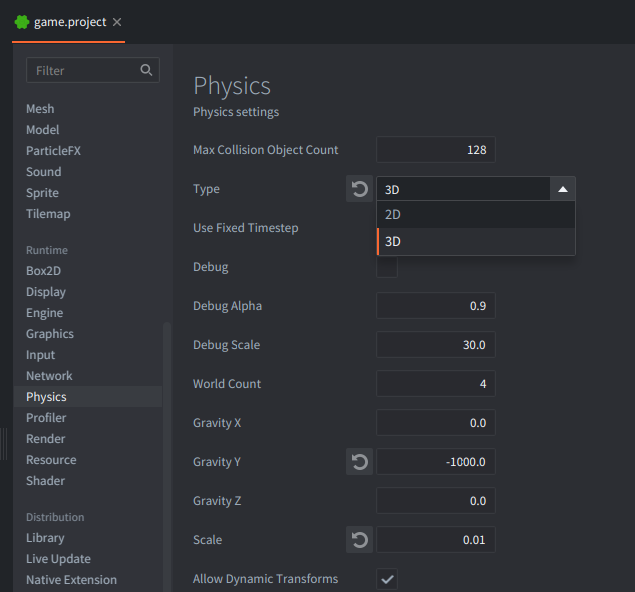 game.project
Filter
Mesh
Model
ParticleFX
Sound
Sprite
Tilemap
Runtime
Box2D
Display
Engine
Graphics
Input
Network
Physics
Profiler
Render
Resource
Shader
Distribution
Library
Live Update
Native Extension
Physics
Physics settings
Max Collision Object Count 128
Type 3D
2D
3D
Use Fixed Timestep
Debug
Debug Alpha 0.9
Debug Scale 30.0
World Count 4
Gravity X 0.0
Gravity Y -1000.0
Gravity Z 0.0
Scale 0.01
Allow Dynamic Transforms